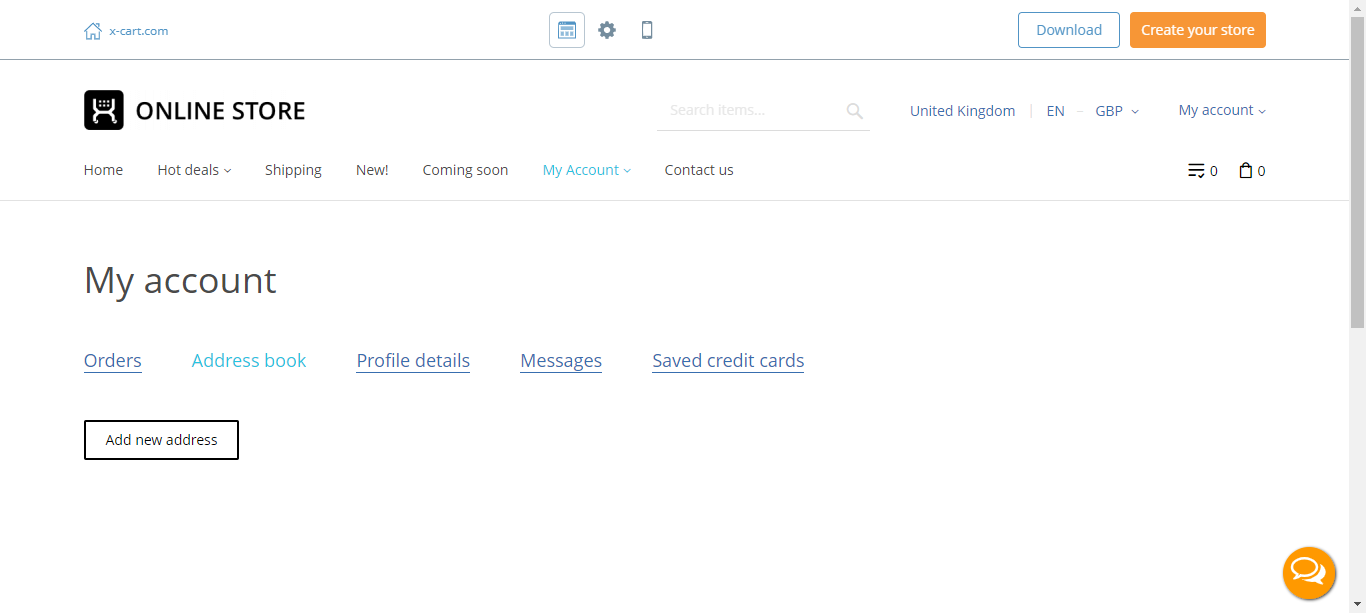 x-cart.com
Download
Create your store
ONLINE STORE
Search items...
United Kingdom
EN – GBP
My account
Home
Hot deals
Shipping
New!
Coming soon
My Account
Contact us
0
0
My account
Orders
Address book
Profile details
Messages
Saved credit cards
Add new address